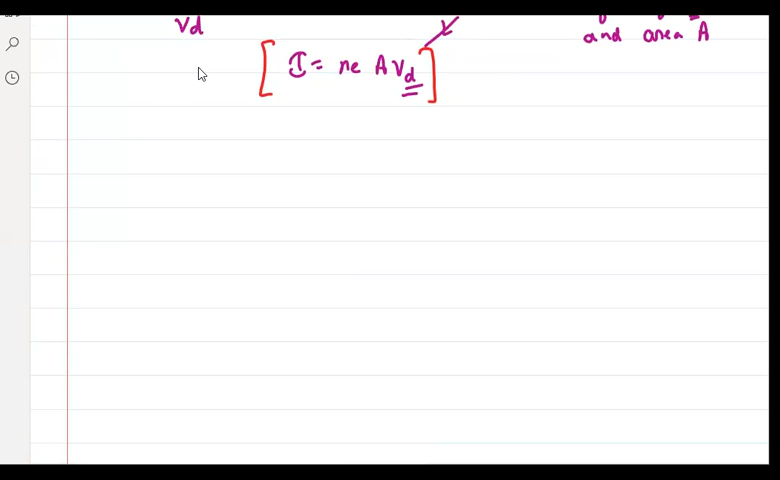 Vd
and area A
I = ne A Vd